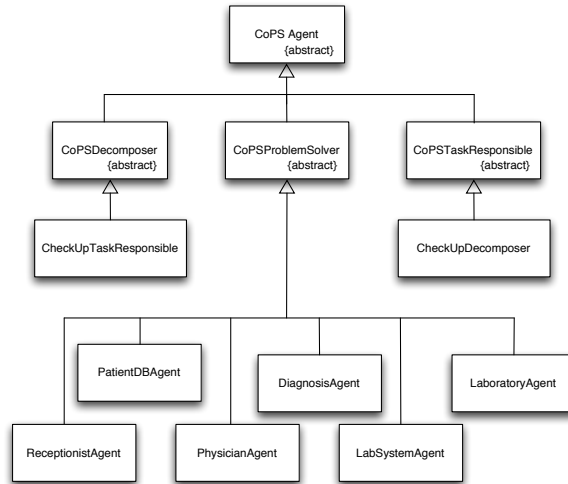 CoPS Agent
{abstract}
CoPSDecomposer
{abstract}
CoPSProblemSolver
{abstract}
CoPSTaskResponsible
{abstract}
CheckUpTaskResponsible
CheckUpDecomposer
PatientDBAgent
DiagnosisAgent
LaboratoryAgent
ReceptionistAgent
PhysicianAgent
LabSystemAgent